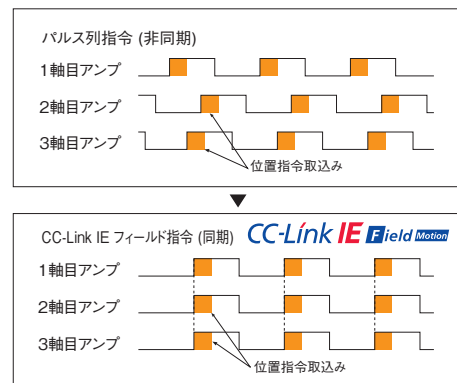 パルス列指令 (非同期)
1軸目アンプ
2軸目アンプ
3軸目アンプ
位置指令取込み
CC-Link IE フィールド指令 (同期) CC-Link IE Field Motion
1軸目アンプ
2軸目アンプ
3軸目アンプ
位置指令取込み